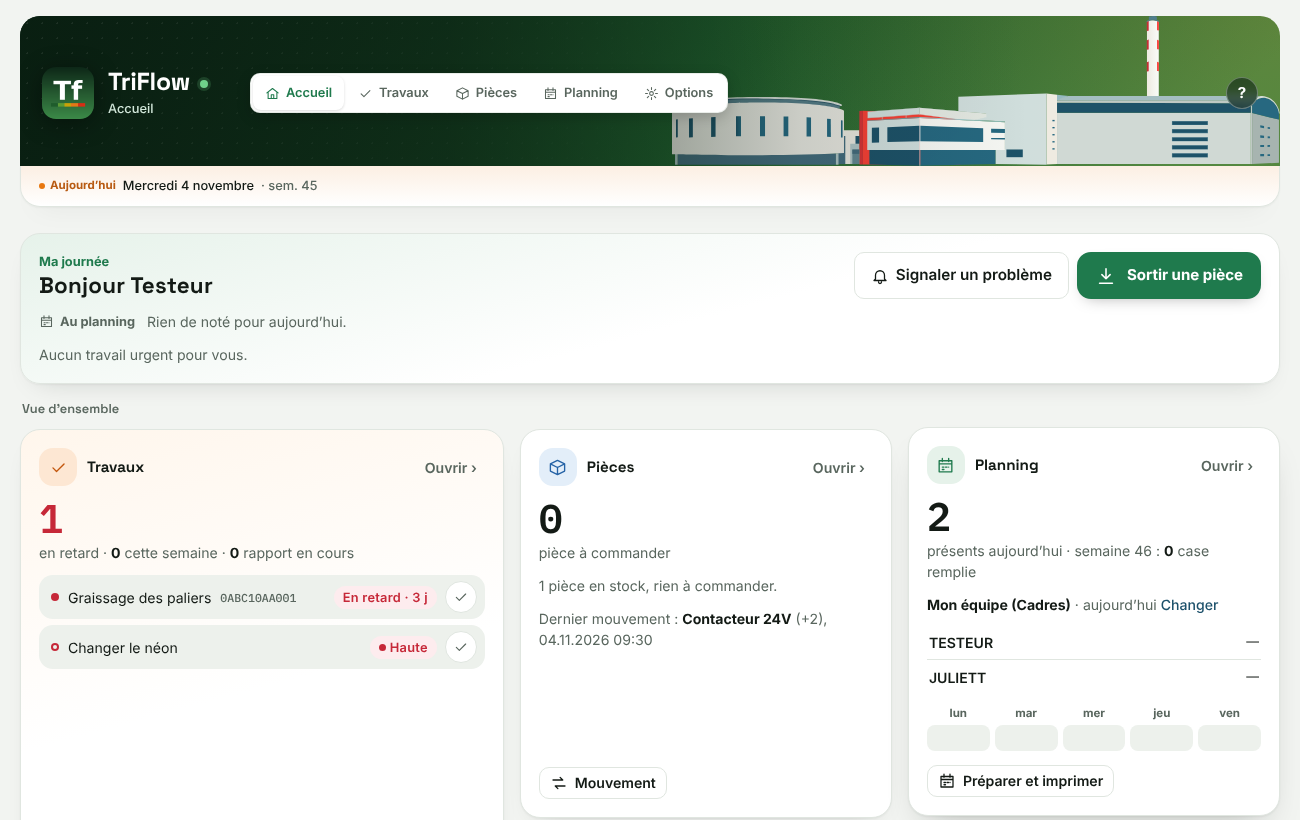 Tf
TriFlow
Accueil
Accueil
Travaux
Pièces
Planning
Options
?
Aujourd'hui Mercredi 4 novembre · sem. 45
Ma journée
Bonjour Testeur
Signaler un problème
Sortir une pièce
Au planning Rien de noté pour aujourd'hui.
Aucun travail urgent pour vous.
Vue d'ensemble
Travaux
Ouvrir ›
1
en retard · 0 cette semaine · 0 rapport en cours
Graissage des paliers 0ABC10AA001 En retard · 3 j
Changer le néon Haute
Pièces
Ouvrir ›
0
pièce à commander
1 pièce en stock, rien à commander.
Dernier mouvement : Contacteur 24V (+2),
04.11.2026 09:30
Mouvement
Planning
Ouvrir ›
2
présents aujourd'hui · semaine 46 : 0 case
remplie
Mon équipe (Cadres) · aujourd'hui Changer
TESTEUR —
JULIETT —
lun mar mer jeu ven
Préparer et imprimer